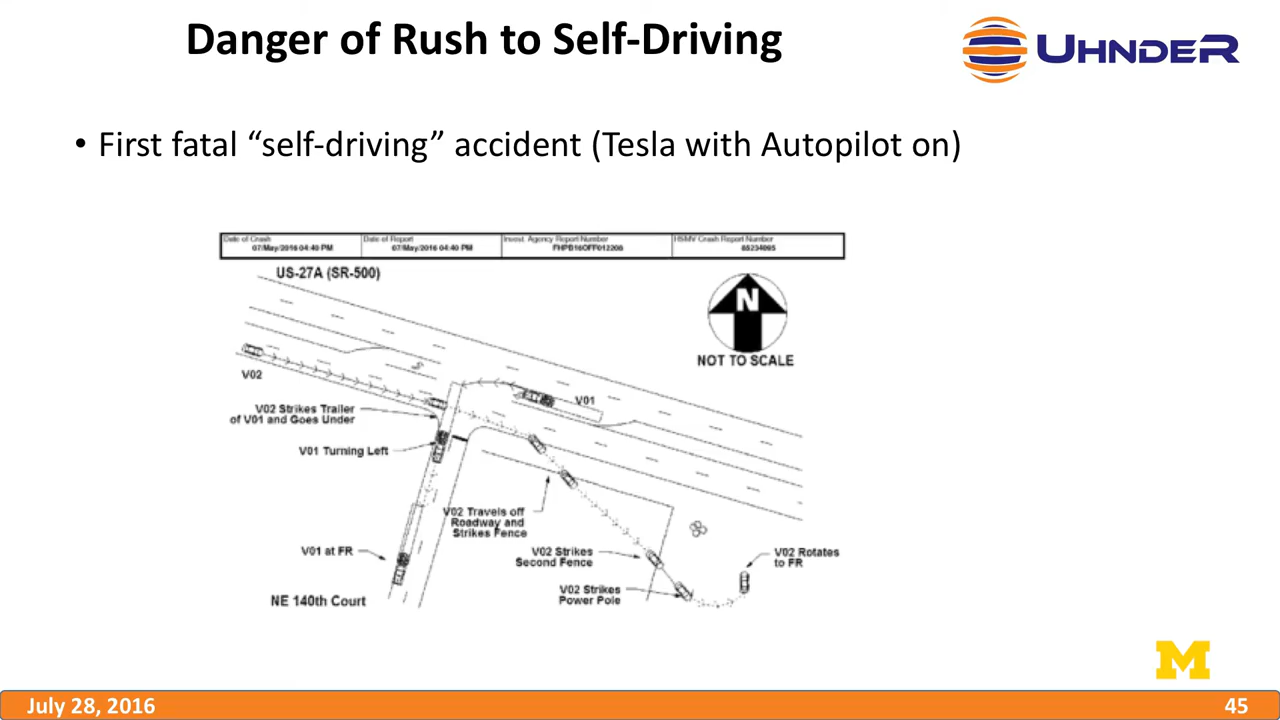 Danger of Rush to Self-Driving
UHNDER
• First fatal “self-driving” accident (Tesla with Autopilot on)
Date of Crash
07/May/2016 04:40 PM
Date of Report
07/May/2016 04:40 PM
Invest. Agency Report Number
FHPB16OFF012208
HSMV Crash Report Number
85234095
US-27A (SR-500)
N
NOT TO SCALE
V02
V01
V02 Strikes Trailer
of V01 and Goes Under
V01 Turning Left
V02 Travels off
Roadway and
Strikes Fence
V01 at FR
V02 Strikes
Second Fence
V02 Rotates
to FR
V02 Strikes
Power Pole
NE 140th Court
M
July 28, 2016
45